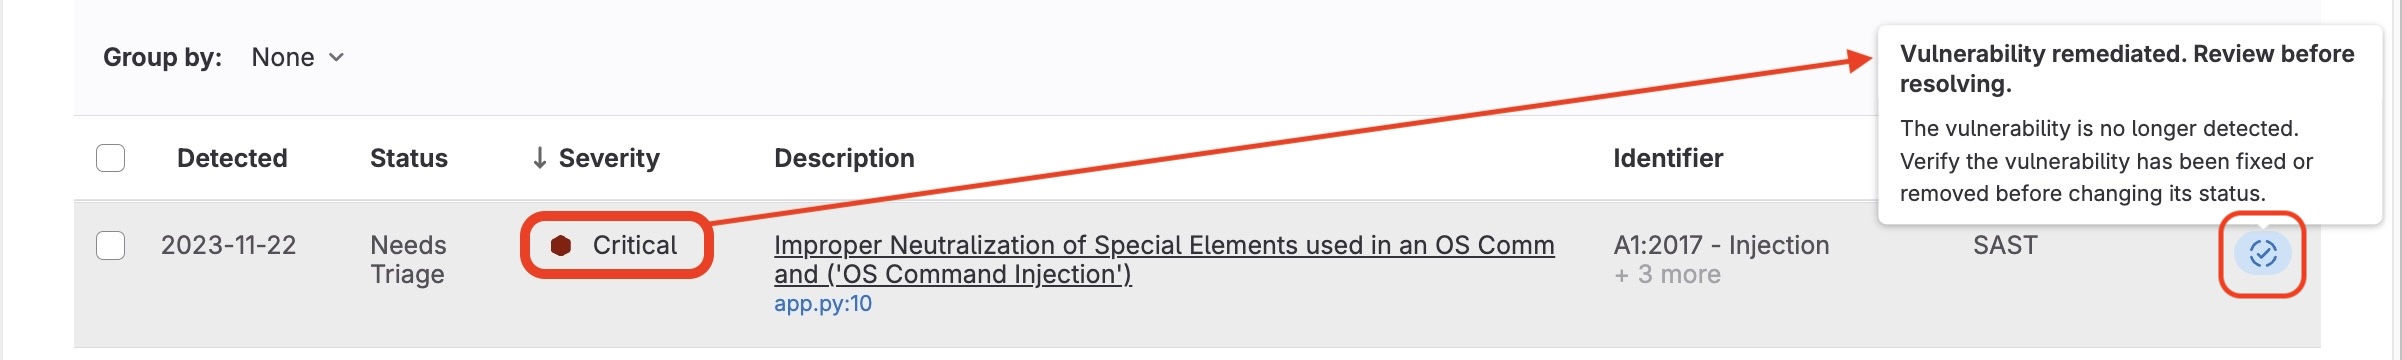 Group by: None
Vulnerability remediated. Review before
resolving.
The vulnerability is no longer detected.
Verify the vulnerability has been fixed or
removed before changing its status.
Detected Status ↓ Severity Description Identifier
2023-11-22 Needs Triage Critical Improper Neutralization of Special Elements used in an OS Comm A1:2017 - Injection SAST
and ('OS Command Injection') + 3 more
app.py:10